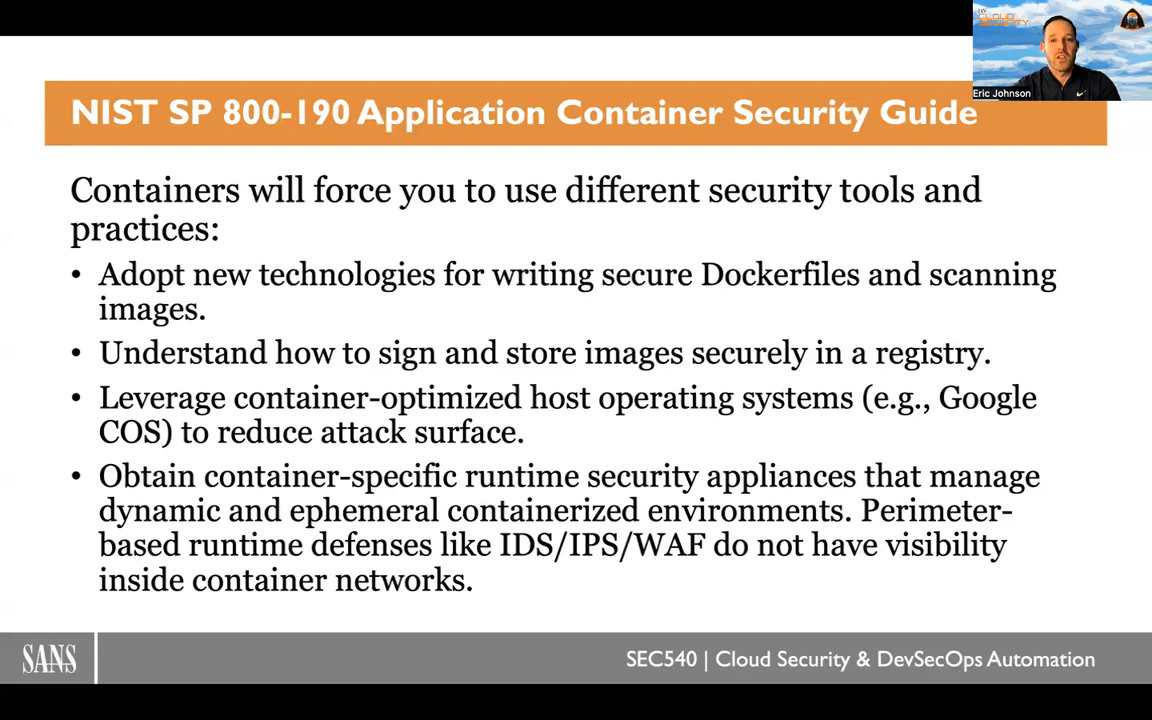 CLOUD
SECURITY
Eric Johnson
NIST SP 800-190 Application Container Security Guide
Containers will force you to use different security tools and
practices:
• Adopt new technologies for writing secure Dockerfiles and scanning
images.
• Understand how to sign and store images securely in a registry.
• Leverage container-optimized host operating systems (e.g., Google
COS) to reduce attack surface.
• Obtain container-specific runtime security appliances that manage
dynamic and ephemeral containerized environments. Perimeter-
based runtime defenses like IDS/IPS/WAF do not have visibility
inside container networks.
SANS
SEC540 | Cloud Security & DevSecOps Automation